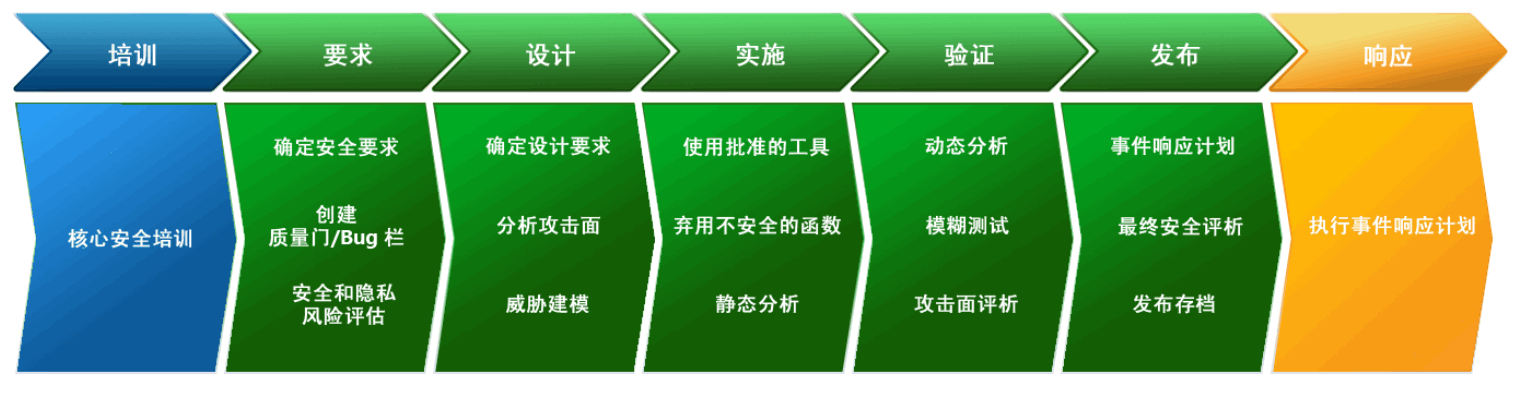 培训
要求
设计
实施
验证
发布
响应
核心安全培训
确定安全要求
创建
质量门/Bug 栏
安全和隐私
风险评估
确定设计要求
分析攻击面
威胁建模
使用批准的工具
弃用不安全的函数
静态分析
动态分析
模糊测试
攻击面评析
事件响应计划
最终安全评析
发布存档
执行事件响应计划